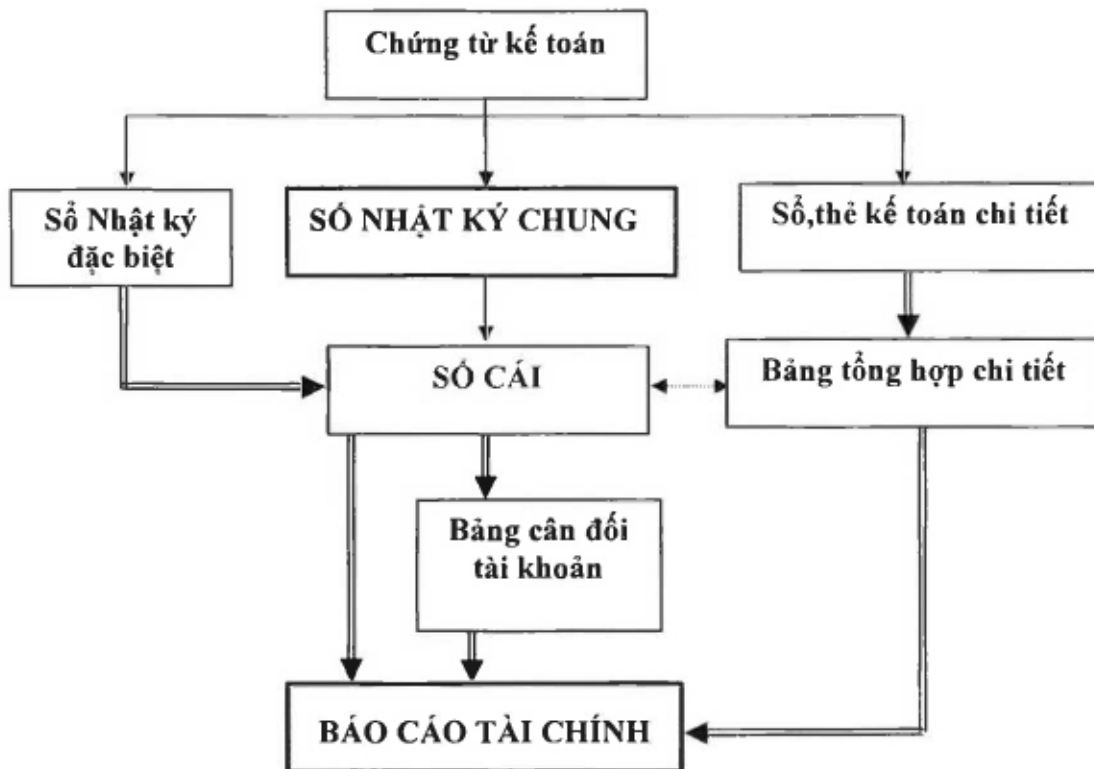 Chứng từ kế toán
Sổ Nhật ký
đặc biệt
SỔ NHẬT KÝ CHUNG
Sổ,thẻ kế toán chi tiết
SỔ CÁI
Bảng tổng hợp chi tiết
Bảng cân đối
tài khoản
BÁO CÁO TÀI CHÍNH